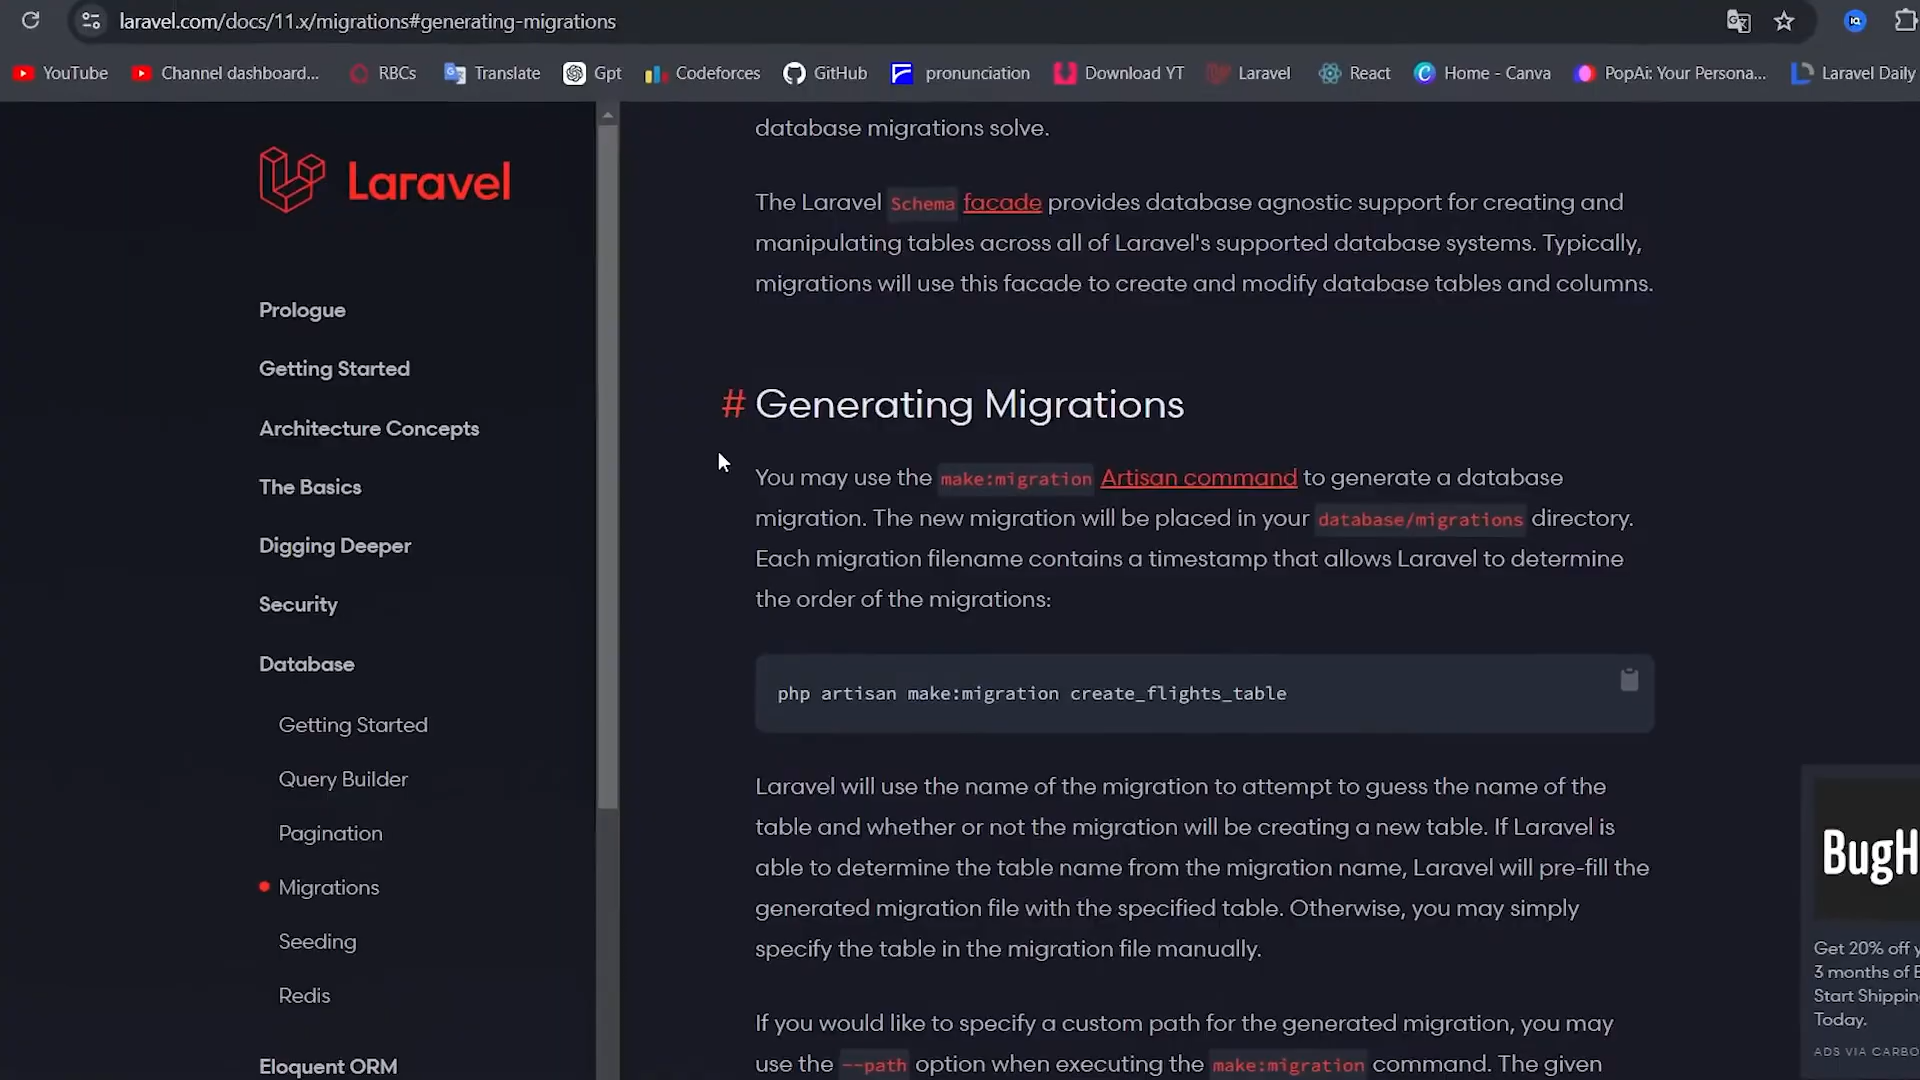 laravel.com/docs/11.x/migrations#generating-migrations
YouTube Channel dashboard... RBCs Translate Gpt Codeforces GitHub pronunciation Download YT Laravel React Home - Canva PopAi: Your Persona... Laravel Daily
Laravel
Prologue
Getting Started
Architecture Concepts
The Basics
Digging Deeper
Security
Database
Getting Started
Query Builder
Pagination
Migrations
Seeding
Redis
Eloquent ORM
database migrations solve.
The Laravel Schema facade provides database agnostic support for creating and
manipulating tables across all of Laravel's supported database systems. Typically,
migrations will use this facade to create and modify database tables and columns.
# Generating Migrations
You may use the make:migration Artisan command to generate a database
migration. The new migration will be placed in your database/migrations directory.
Each migration filename contains a timestamp that allows Laravel to determine
the order of the migrations:
php artisan make:migration create_flights_table
Laravel will use the name of the migration to attempt to guess the name of the
table and whether or not the migration will be creating a new table. If Laravel is
able to determine the table name from the migration name, Laravel will pre-fill the
generated migration file with the specified table. Otherwise, you may simply
specify the table in the migration file manually.
If you would like to specify a custom path for the generated migration, you may
use the --path option when executing the make:migration command. The given
BugH
Get 20% off y
3 months of B
Start Shippin
Today.
ADS VIA CARBO